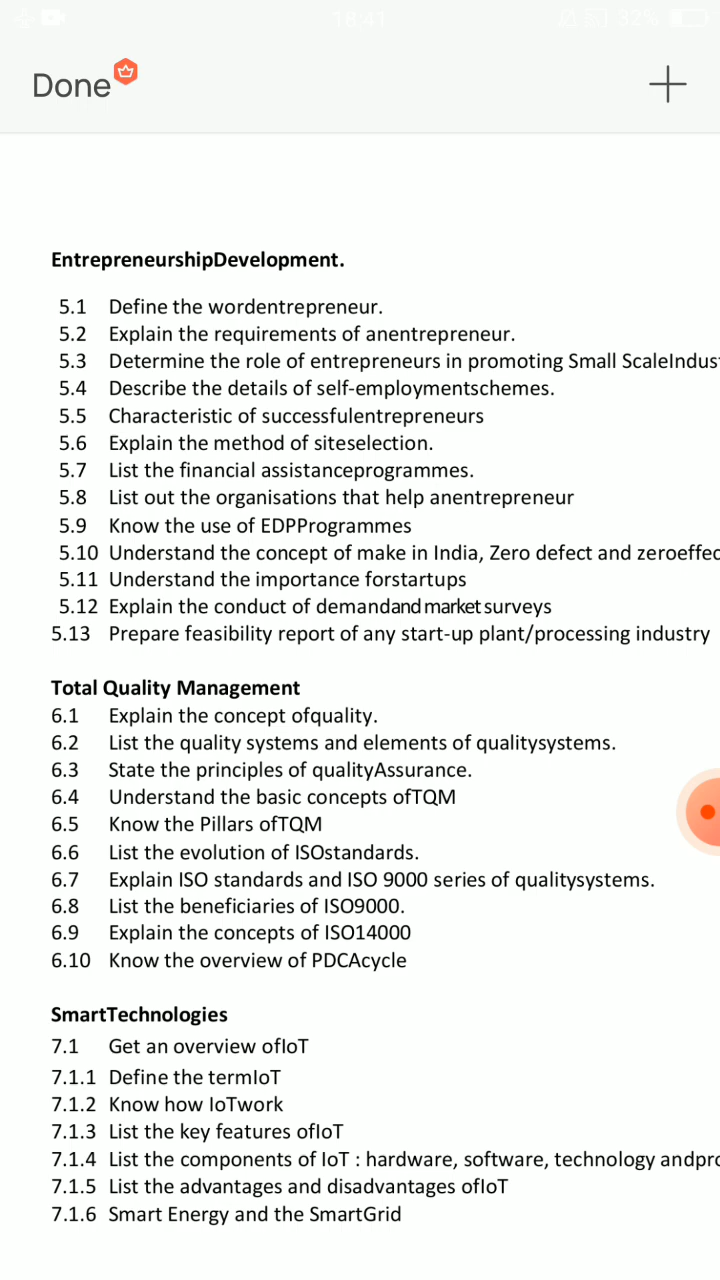 18:41
32%
Done
EntrepreneurshipDevelopment.
5.1 Define the wordentrepreneur.
5.2 Explain the requirements of anentrepreneur.
5.3 Determine the role of entrepreneurs in promoting Small ScaleIndus
5.4 Describe the details of self-employmentschemes.
5.5 Characteristic of successfulentrepreneurs
5.6 Explain the method of siteselection.
5.7 List the financial assistanceprogrammes.
5.8 List out the organisations that help anentrepreneur
5.9 Know the use of EDPProgrammes
5.10 Understand the concept of make in India, Zero defect and zeroeffec
5.11 Understand the importance forstartups
5.12 Explain the conduct of demandandmarketsurveys
5.13 Prepare feasibility report of any start-up plant/processing industry
Total Quality Management
6.1 Explain the concept ofquality.
6.2 List the quality systems and elements of qualitysystems.
6.3 State the principles of qualityAssurance.
6.4 Understand the basic concepts ofTQM
6.5 Know the Pillars ofTQM
6.6 List the evolution of ISOstandards.
6.7 Explain ISO standards and ISO 9000 series of qualitysystems.
6.8 List the beneficiaries of ISO9000.
6.9 Explain the concepts of ISO14000
6.10 Know the overview of PDCAcycle
SmartTechnologies
7.1 Get an overview ofIoT
7.1.1 Define the termIoT
7.1.2 Know how IoTwork
7.1.3 List the key features ofIoT
7.1.4 List the components of IoT : hardware, software, technology andpro
7.1.5 List the advantages and disadvantages ofIoT
7.1.6 Smart Energy and the SmartGrid